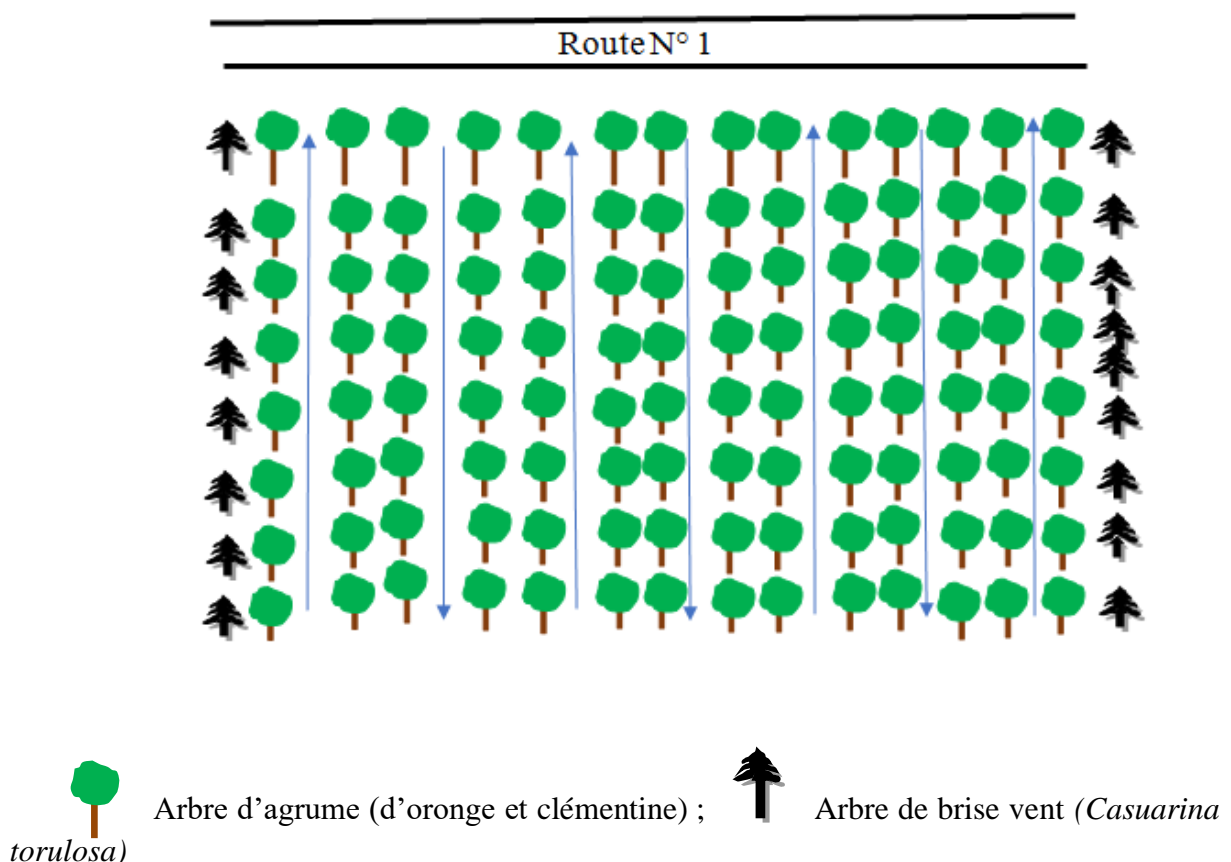 Route N° 1
Arbre d’agrume (d’oronge et clémentine) ; Arbre de brise vent (Casuarina
torulosa)